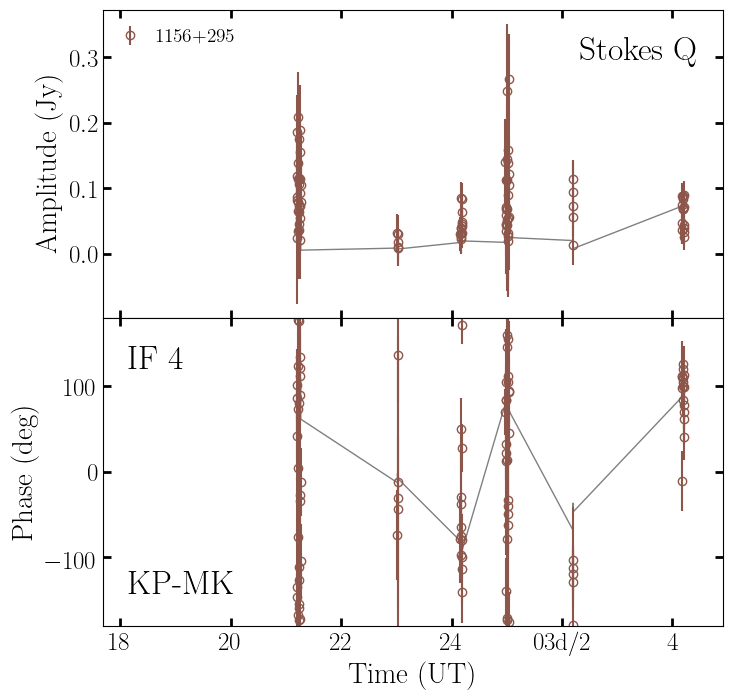 1156+295
Stokes Q
0.3
0.2
0.1
0.0
Amplitude (Jy)
IF 4
100
0
−100
Phase (deg)
KP-MK
18 20 22 24 03d/2 4
Time (UT)